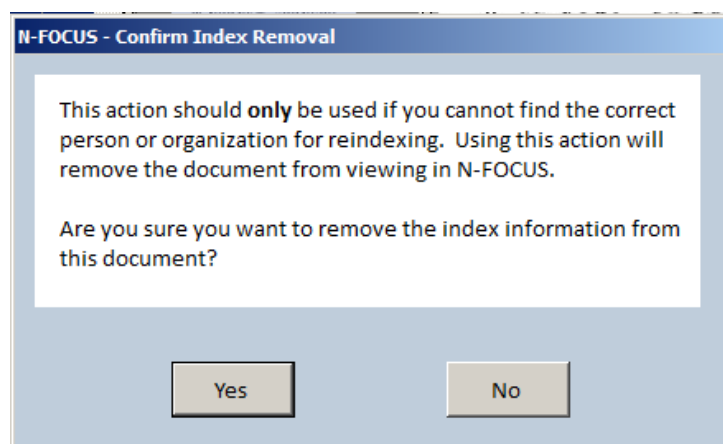 N-FOCUS - Confirm Index Removal
This action should only be used if you cannot find the correct
person or organization for reindexing.  Using this action will
remove the document from viewing in N-FOCUS.
Are you sure you want to remove the index information from
this document?
Yes No